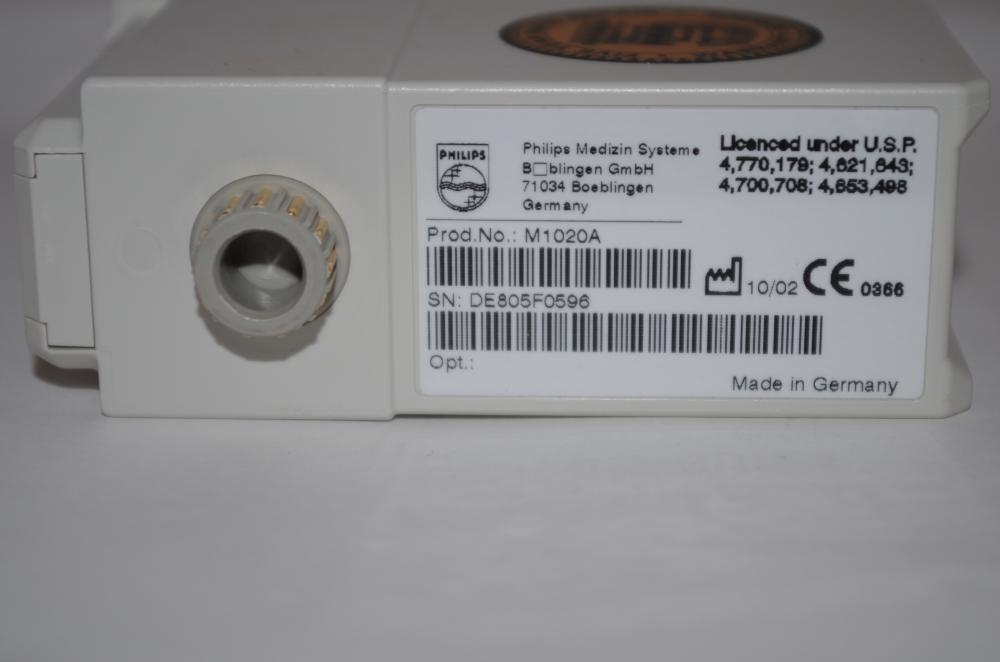 PHILIPS
Philips Medizin Systeme
B□blingen GmbH
71034 Boeblingen
Germany
Licenced under U.S.P.
4,770,179; 4,621,643;
4,700,708; 4,653,498
Prod.No.: M1020A
10/02 CE 0366
SN: DE805F0596
Opt.:
Made in Germany